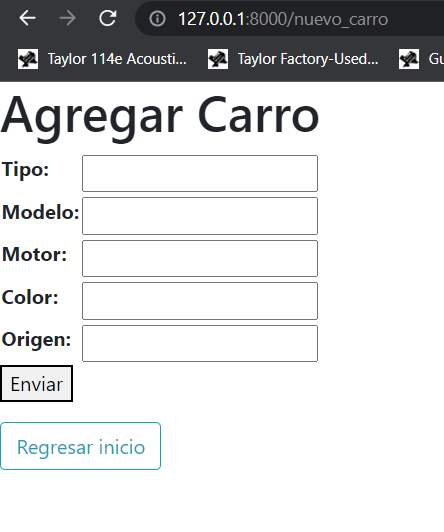 127.0.0.1:8000/nuevo_carro
Taylor 114e Acousti... Taylor Factory-Used... Gu
Agregar Carro
Tipo:
Modelo:
Motor:
Color:
Origen:
Enviar
Regresar inicio